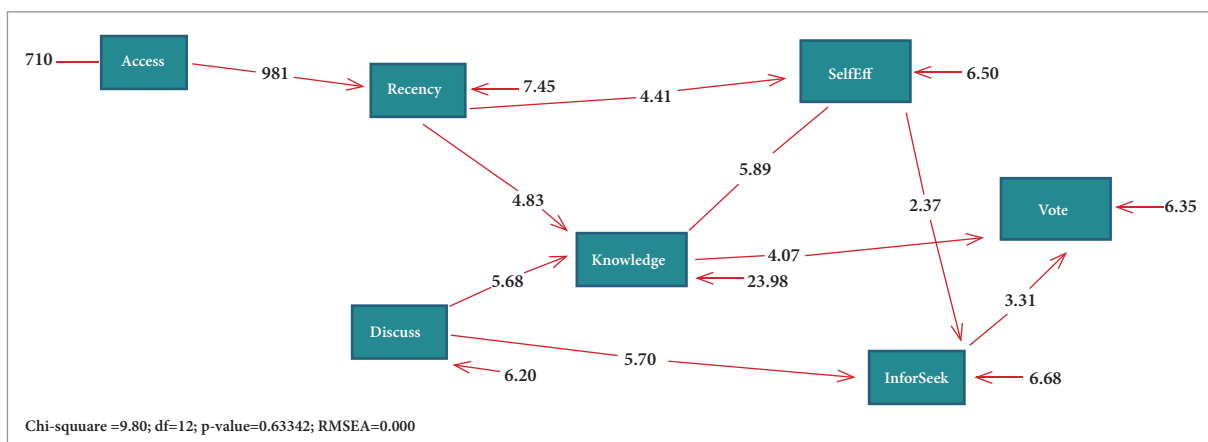 710
Access
981
Recency
7.45
4.41
SelfEff
6.50
4.83
5.89
2.37
Vote
6.35
Knowledge
4.07
23.98
5.68
3.31
Discuss
5.70
6.20
InforSeek
6.68
Chi-squuare =9.80; df=12; p-value=0.63342; RMSEA=0.000